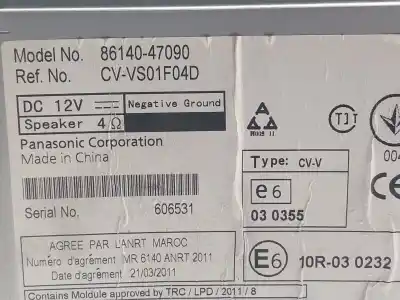 Model No. 86140-47090
Ref. No. CV-VS01F04D
DC 12V Negative Ground
Speaker 4Ω
Panasonic Corporation
Made in China
Serial No. 606531
Type: CV-V
e6
03 0355
004
CE
AGREE PAR L'ANRT MAROC
Numéro d'agrément MR 6140 ANRT 2011
Date d'agrément 21/03/2011
E6 10R-03 0232
Contains Moldule approved by TRC / LPD / 2011 / 8